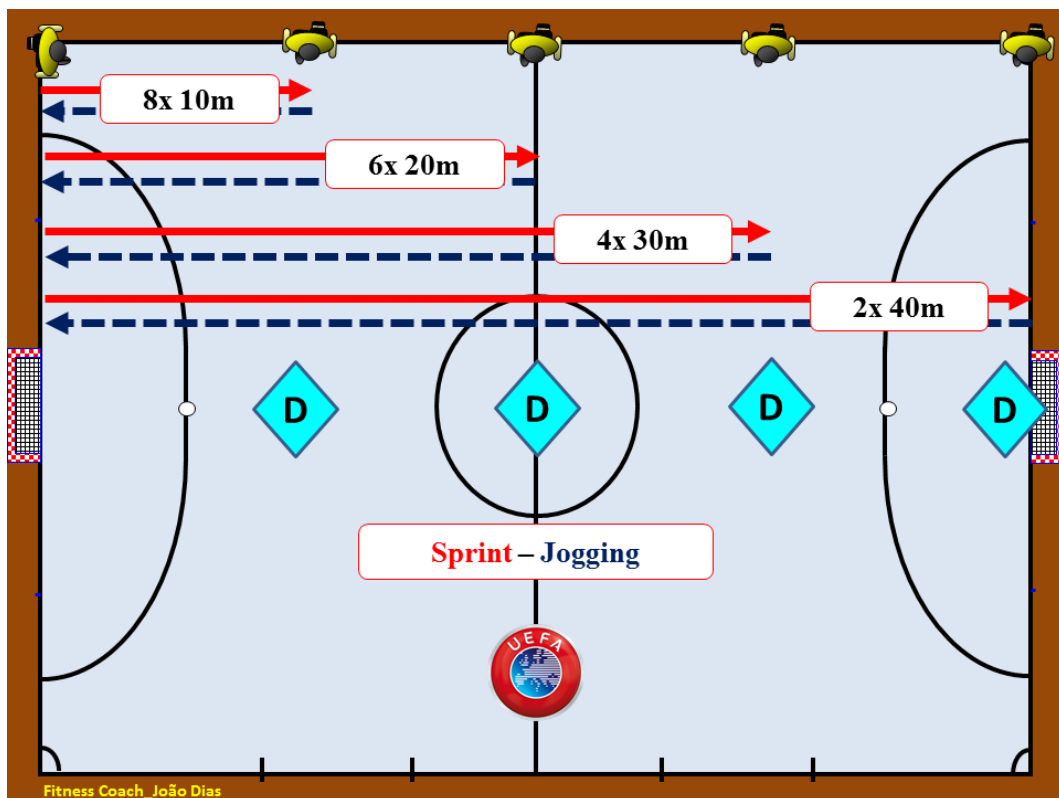 8x 10m
6x 20m
4x 30m
2x 40m
D D D D
Sprint – Jogging
UEFA
Fitness Coach_João Dias